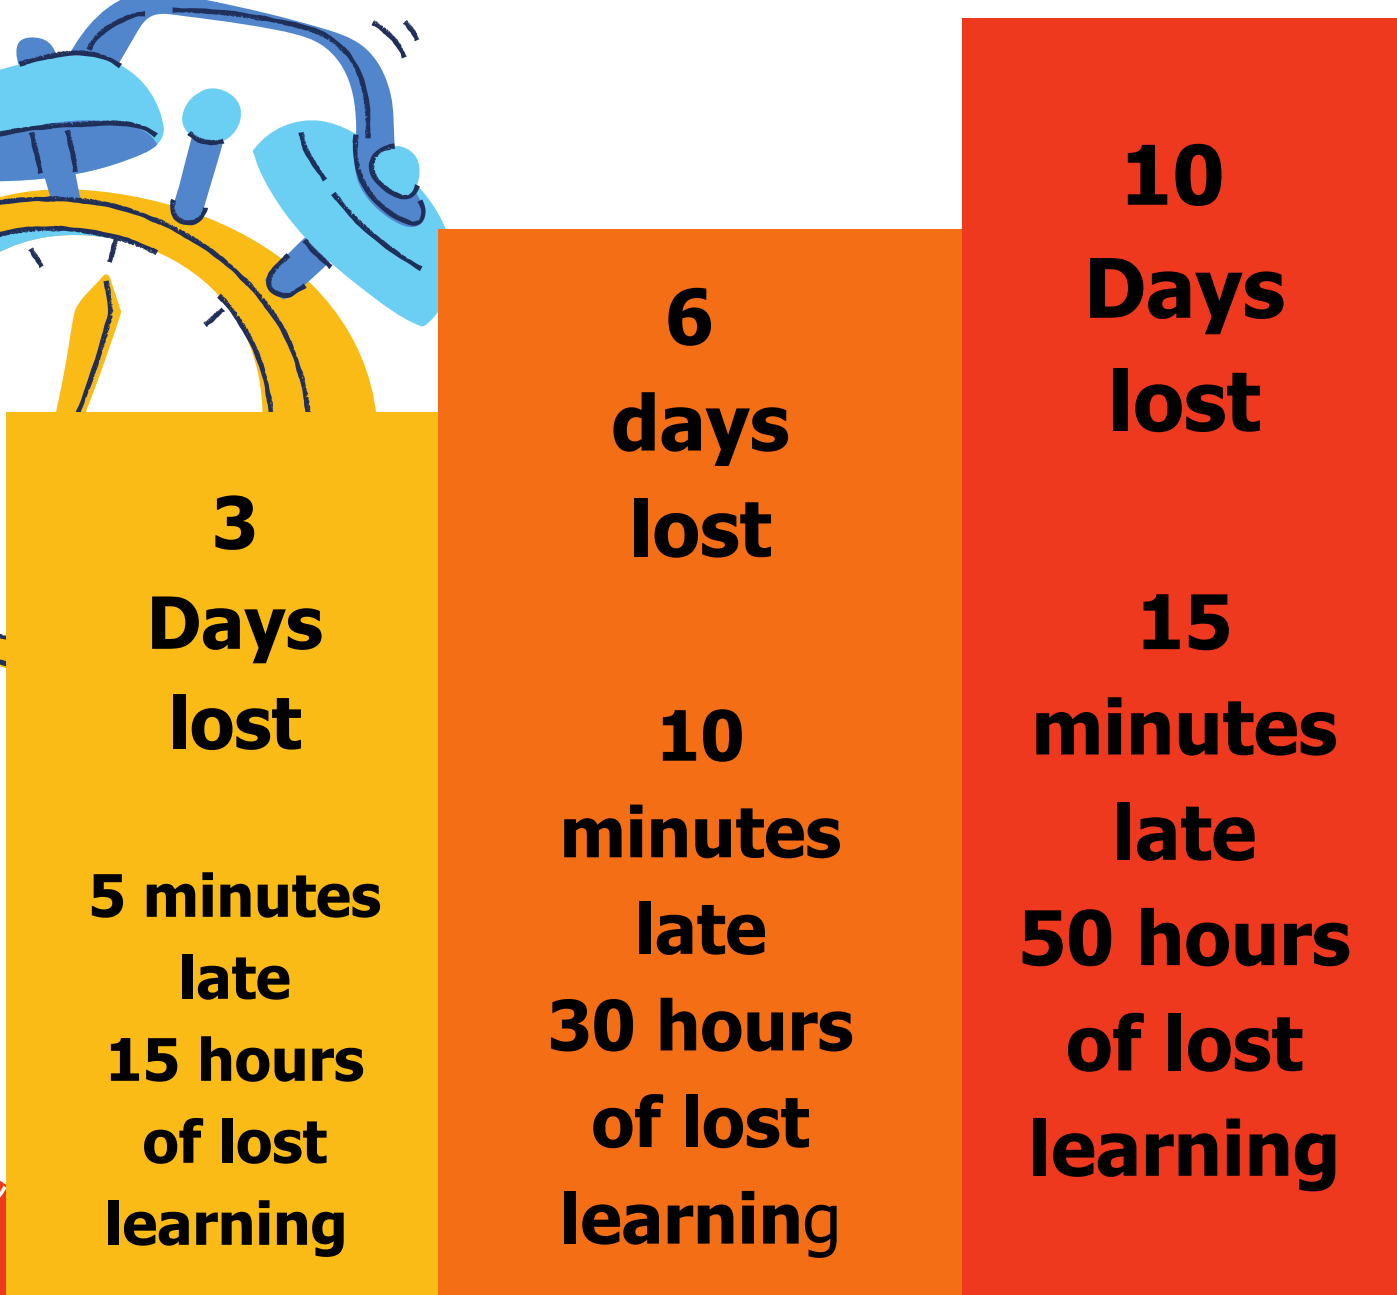 3
Days
lost
5 minutes
late
15 hours
of lost
learning
6
days
lost
10
minutes
late
30 hours
of lost
learning
10
Days
lost
15
minutes
late
50 hours
of lost
learning